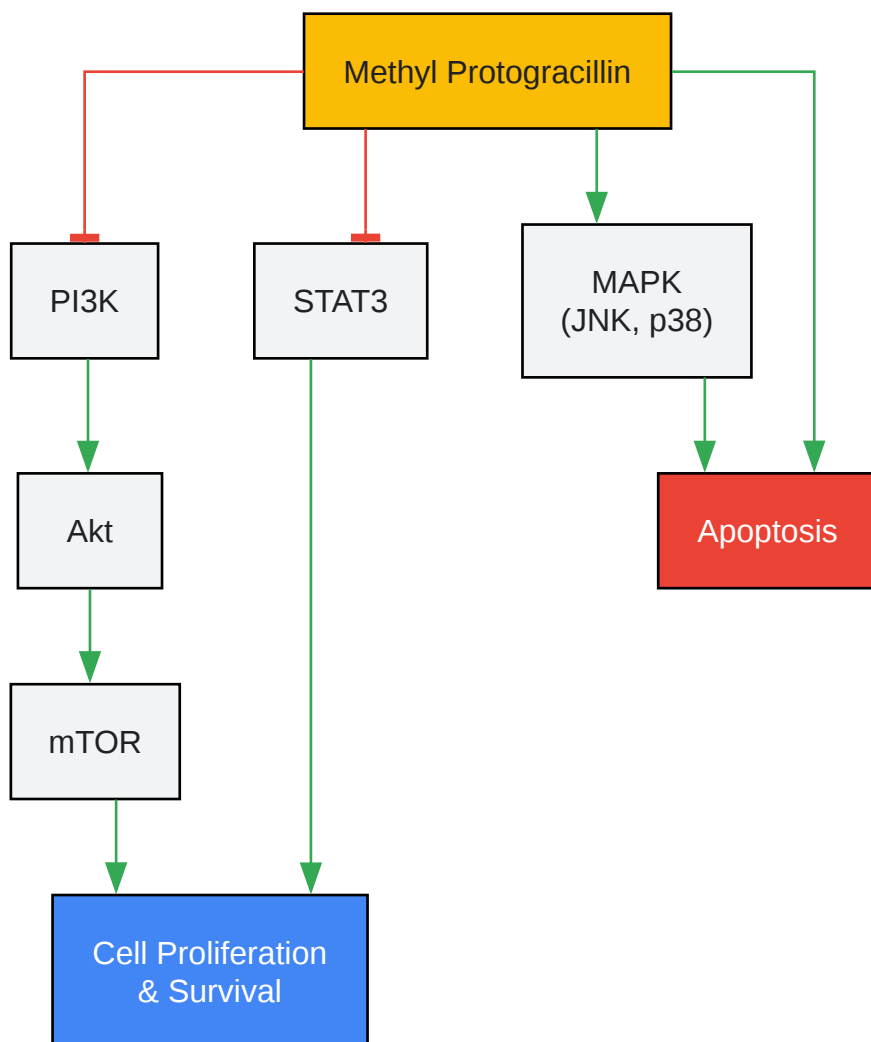 Methyl Protogracillin
PI3K
STAT3
MAPK
(JNK, p38)
Akt
Apoptosis
mTOR
Cell Proliferation
& Survival